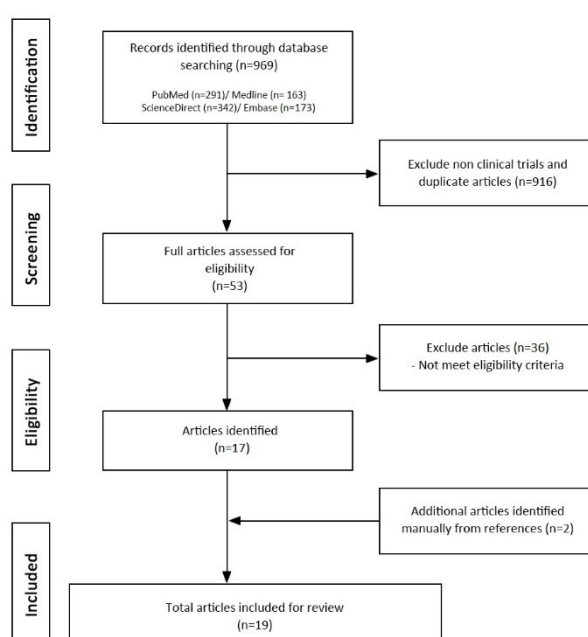 Identification
Records identified through database
searching (n=969)
PubMed (n=291)/ Medline (n= 163)
ScienceDirect (n=342)/ Embase (n=173)
Exclude non clinical trials and
duplicate articles (n=916)
Screening
Full articles assessed for
eligibility
(n=53)
Exclude articles (n=36)
- Not meet eligibility criteria
Eligibility
Articles identified
(n=17)
Additional articles identified
manually from references (n=2)
Included
Total articles included for review
(n=19)